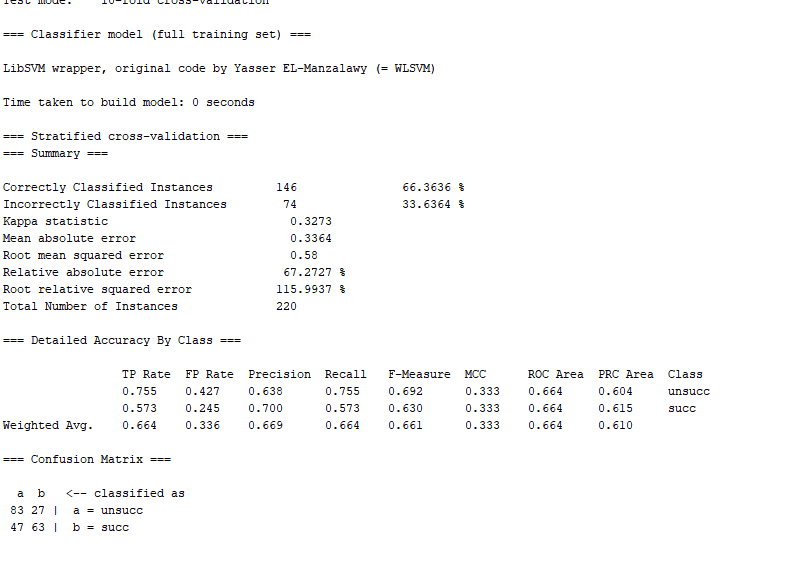 Test mode: 10-fold cross-validation
=== Classifier model (full training set) ===
LibSVM wrapper, original code by Yasser EL-Manzalawy (= WLSVM)
Time taken to build model: 0 seconds
=== Stratified cross-validation ===
=== Summary ===
Correctly Classified Instances 146 66.3636 %
Incorrectly Classified Instances 74 33.6364 %
Kappa statistic 0.3273
Mean absolute error 0.3364
Root mean squared error 0.58
Relative absolute error 67.2727 %
Root relative squared error 115.9937 %
Total Number of Instances 220
=== Detailed Accuracy By Class ===
TP Rate FP Rate Precision Recall F-Measure MCC ROC Area PRC Area Class
0.755 0.427 0.638 0.755 0.692 0.333 0.664 0.604 unsucc
0.573 0.245 0.700 0.573 0.630 0.333 0.664 0.615 succ
Weighted Avg. 0.664 0.336 0.669 0.664 0.661 0.333 0.664 0.610
=== Confusion Matrix ===
a b <-- classified as
83 27 | a = unsucc
47 63 | b = succ